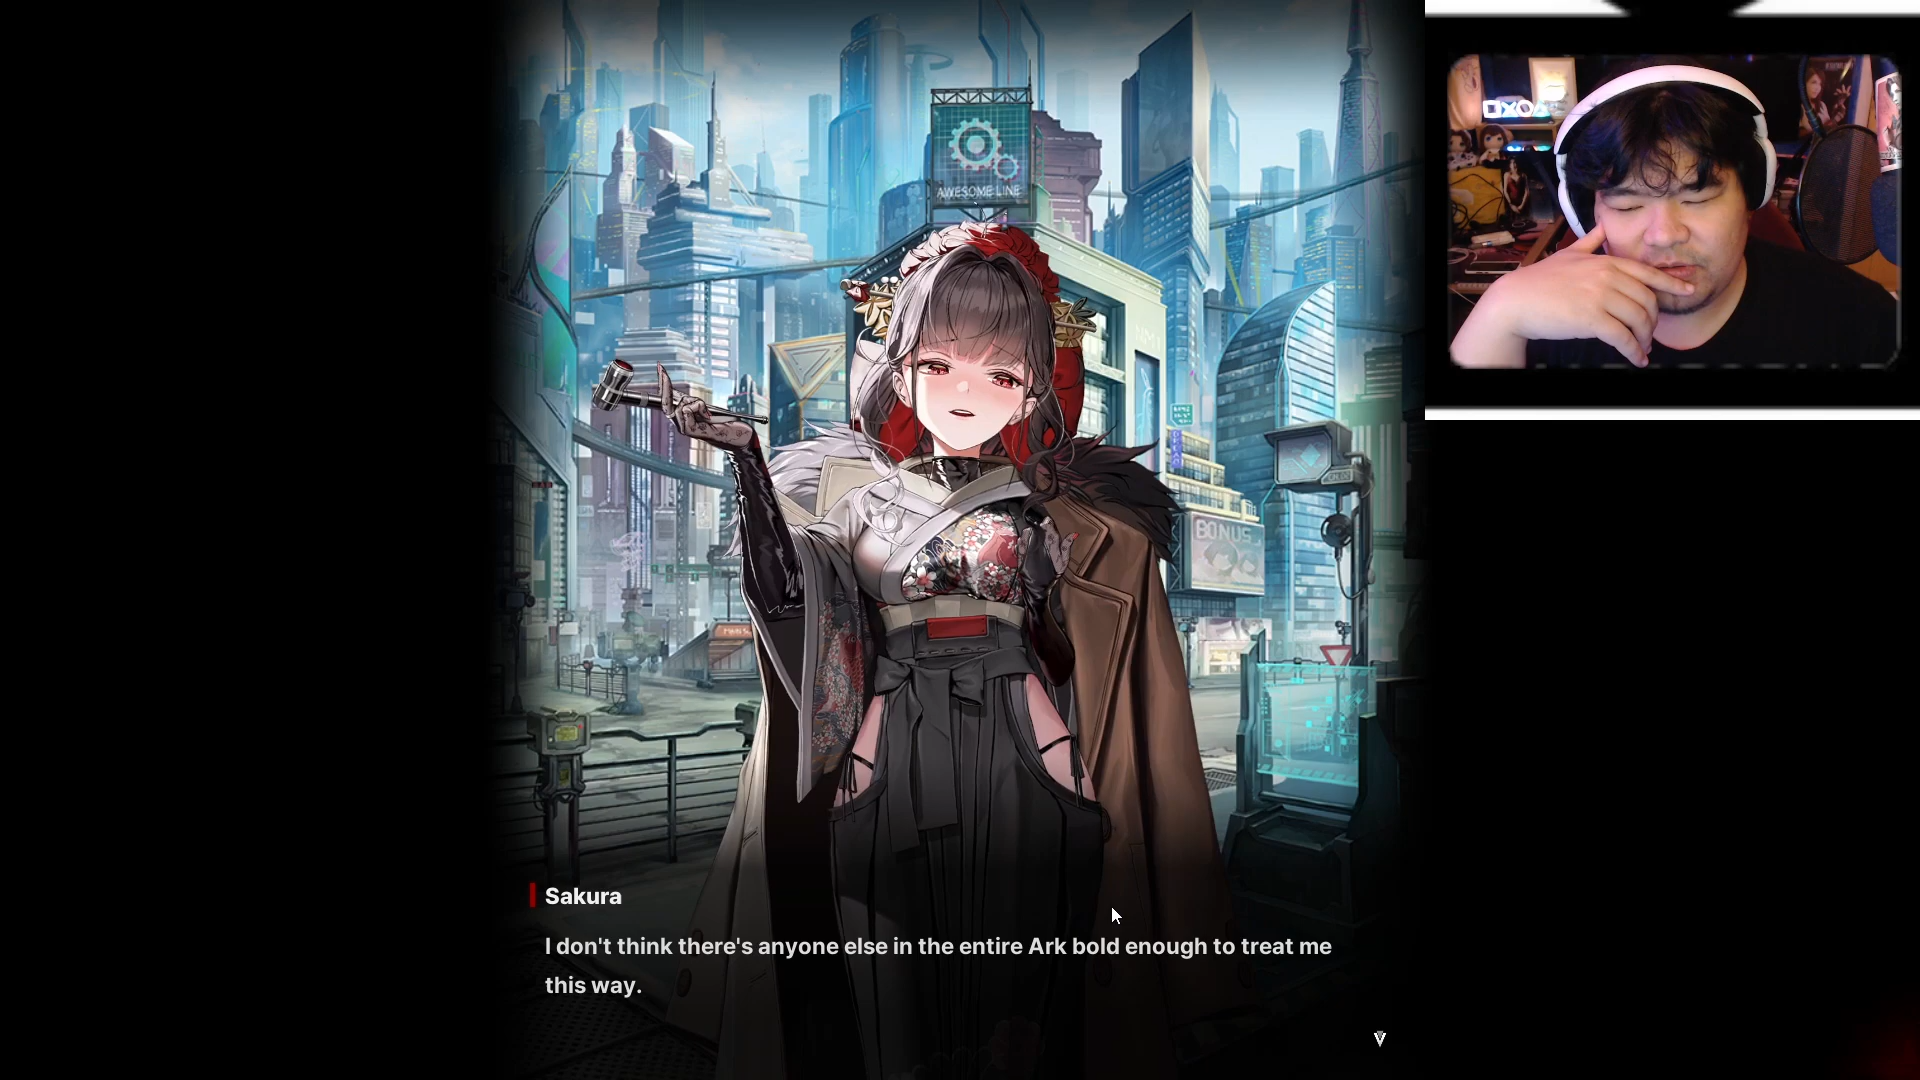 AWESOME LINE
BONUS
Sakura
I don't think there's anyone else in the entire Ark bold enough to treat me
this way.